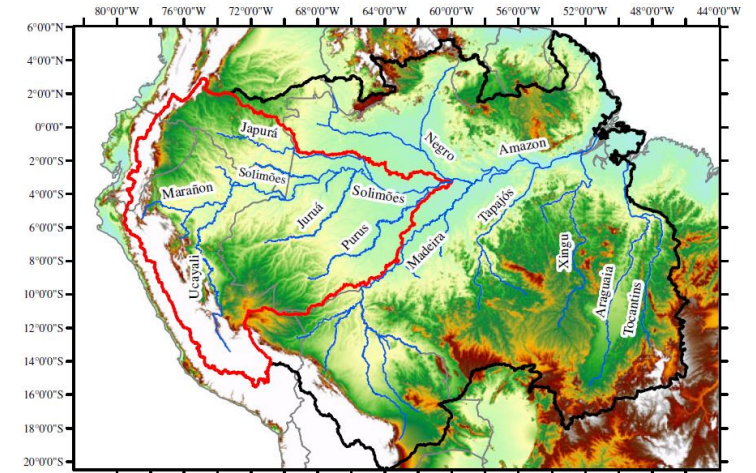 80°0'0"W 76°0'0"W 72°0'0"W 68°0'0"W 64°0'0"W 60°0'0"W 56°0'0"W 52°0'0"W 48°0'0"W 44°0'0"W
6°0'0"N
4°0'0"N
2°0'0"N
0°0'0"
2°0'0"S
4°0'0"S
6°0'0"S
8°0'0"S
10°0'0"S
12°0'0"S
14°0'0"S
16°0'0"S
18°0'0"S
20°0'0"S
Japurá
Negro
Amazon
Solimões
Marañon
Solimões
Juruá
Purus
Madeira
Tapajós
Ucayali
Xingu
Araguaia
Tocantins